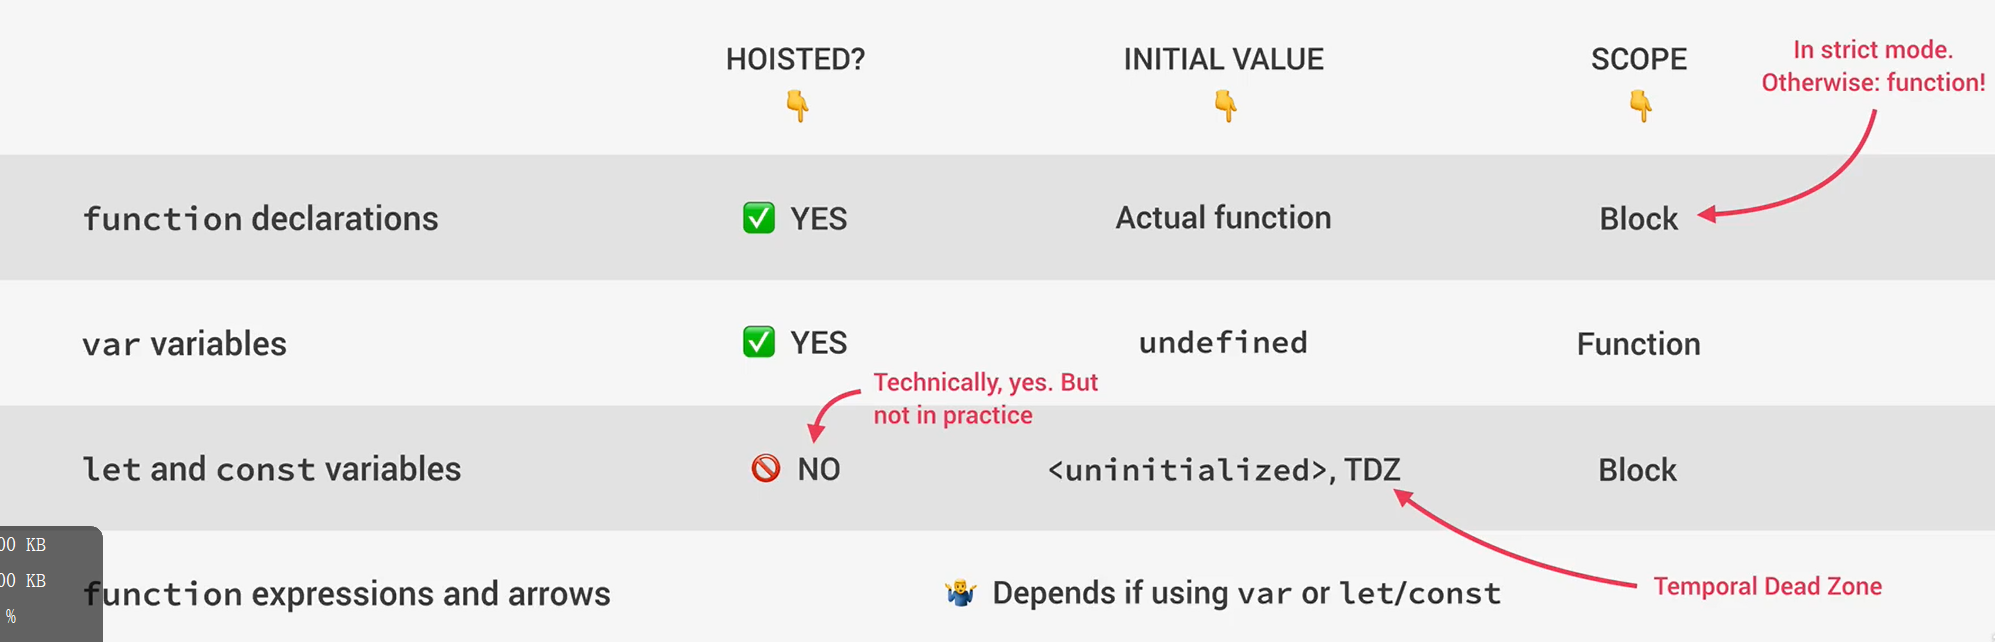 HOISTED? INITIAL VALUE SCOPE
In strict mode.
Otherwise: function!
function declarations YES Actual function Block
var variables YES undefined Function
Technically, yes. But
not in practice
let and const variables NO <uninitialized>, TDZ Block
00 KB
00 KB
%
function expressions and arrows Depends if using var or let/const
Temporal Dead Zone